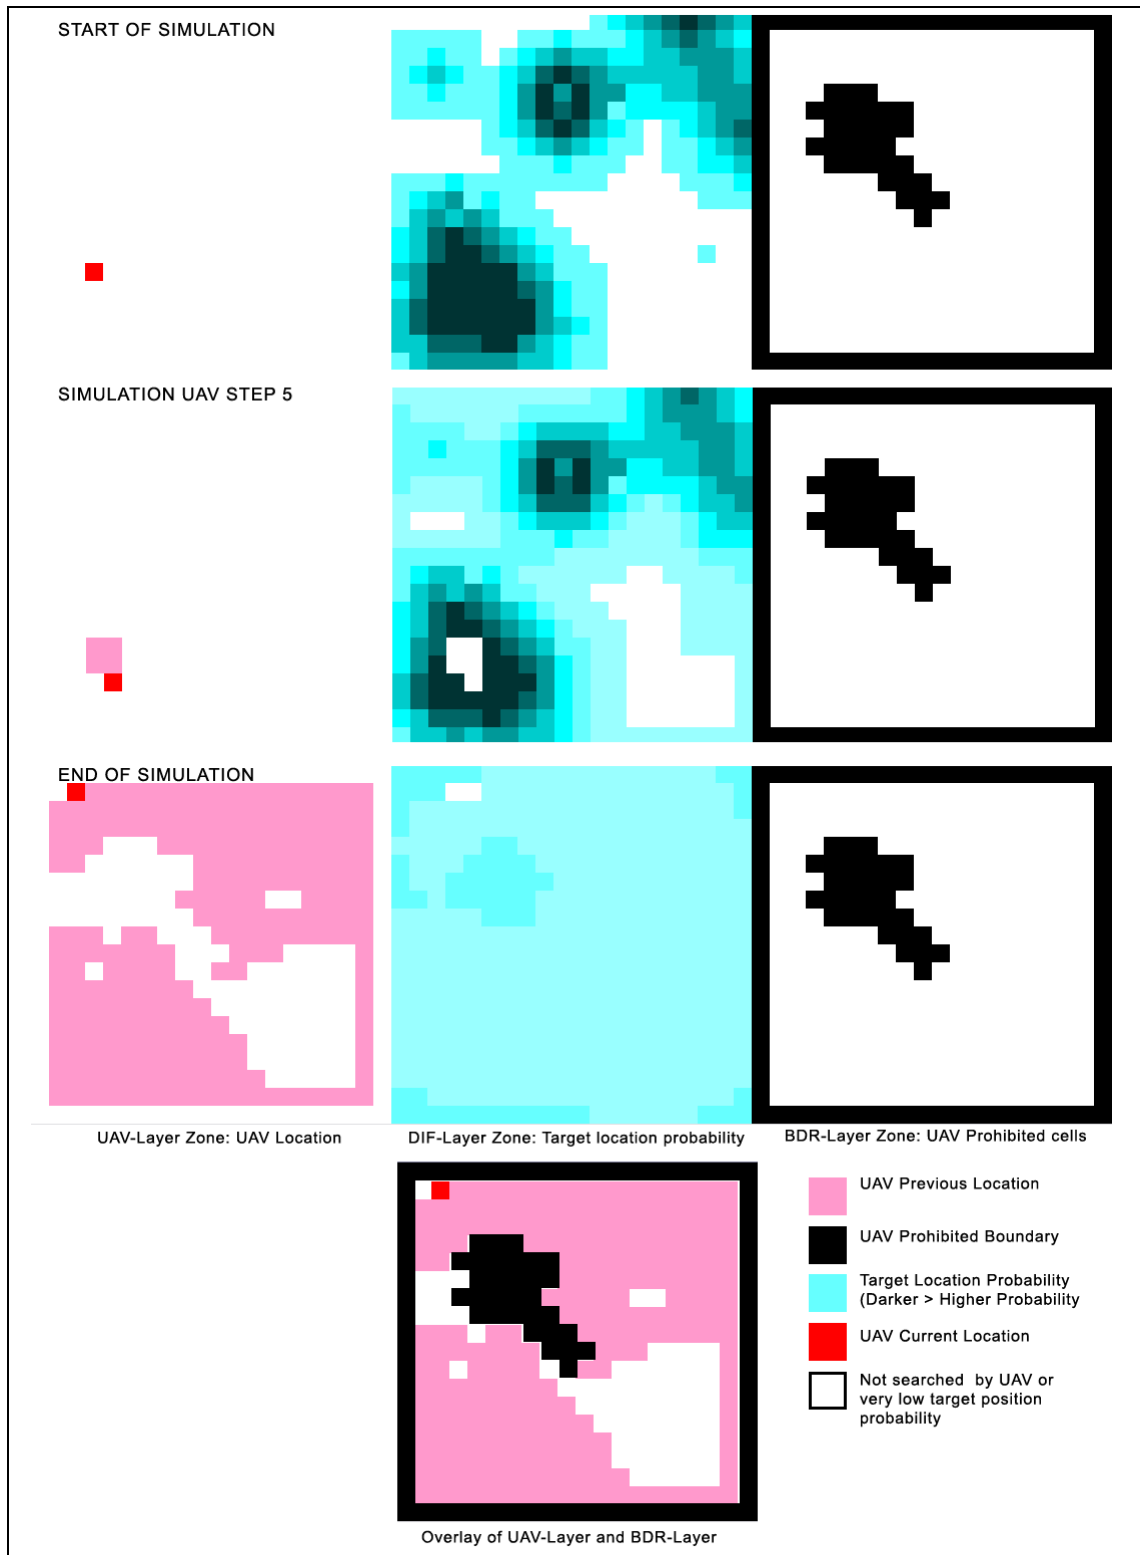 START OF SIMULATION
SIMULATION UAV STEP 5
END OF SIMULATION
UAV-Layer Zone: UAV Location
DIF-Layer Zone: Target location probability
BDR-Layer Zone: UAV Prohibited cells
UAV Previous Location
UAV Prohibited Boundary
Target Location Probability
(Darker > Higher Probability
UAV Current Location
Not searched by UAV or
very low target position
probability
Overlay of UAV-Layer and BDR-Layer